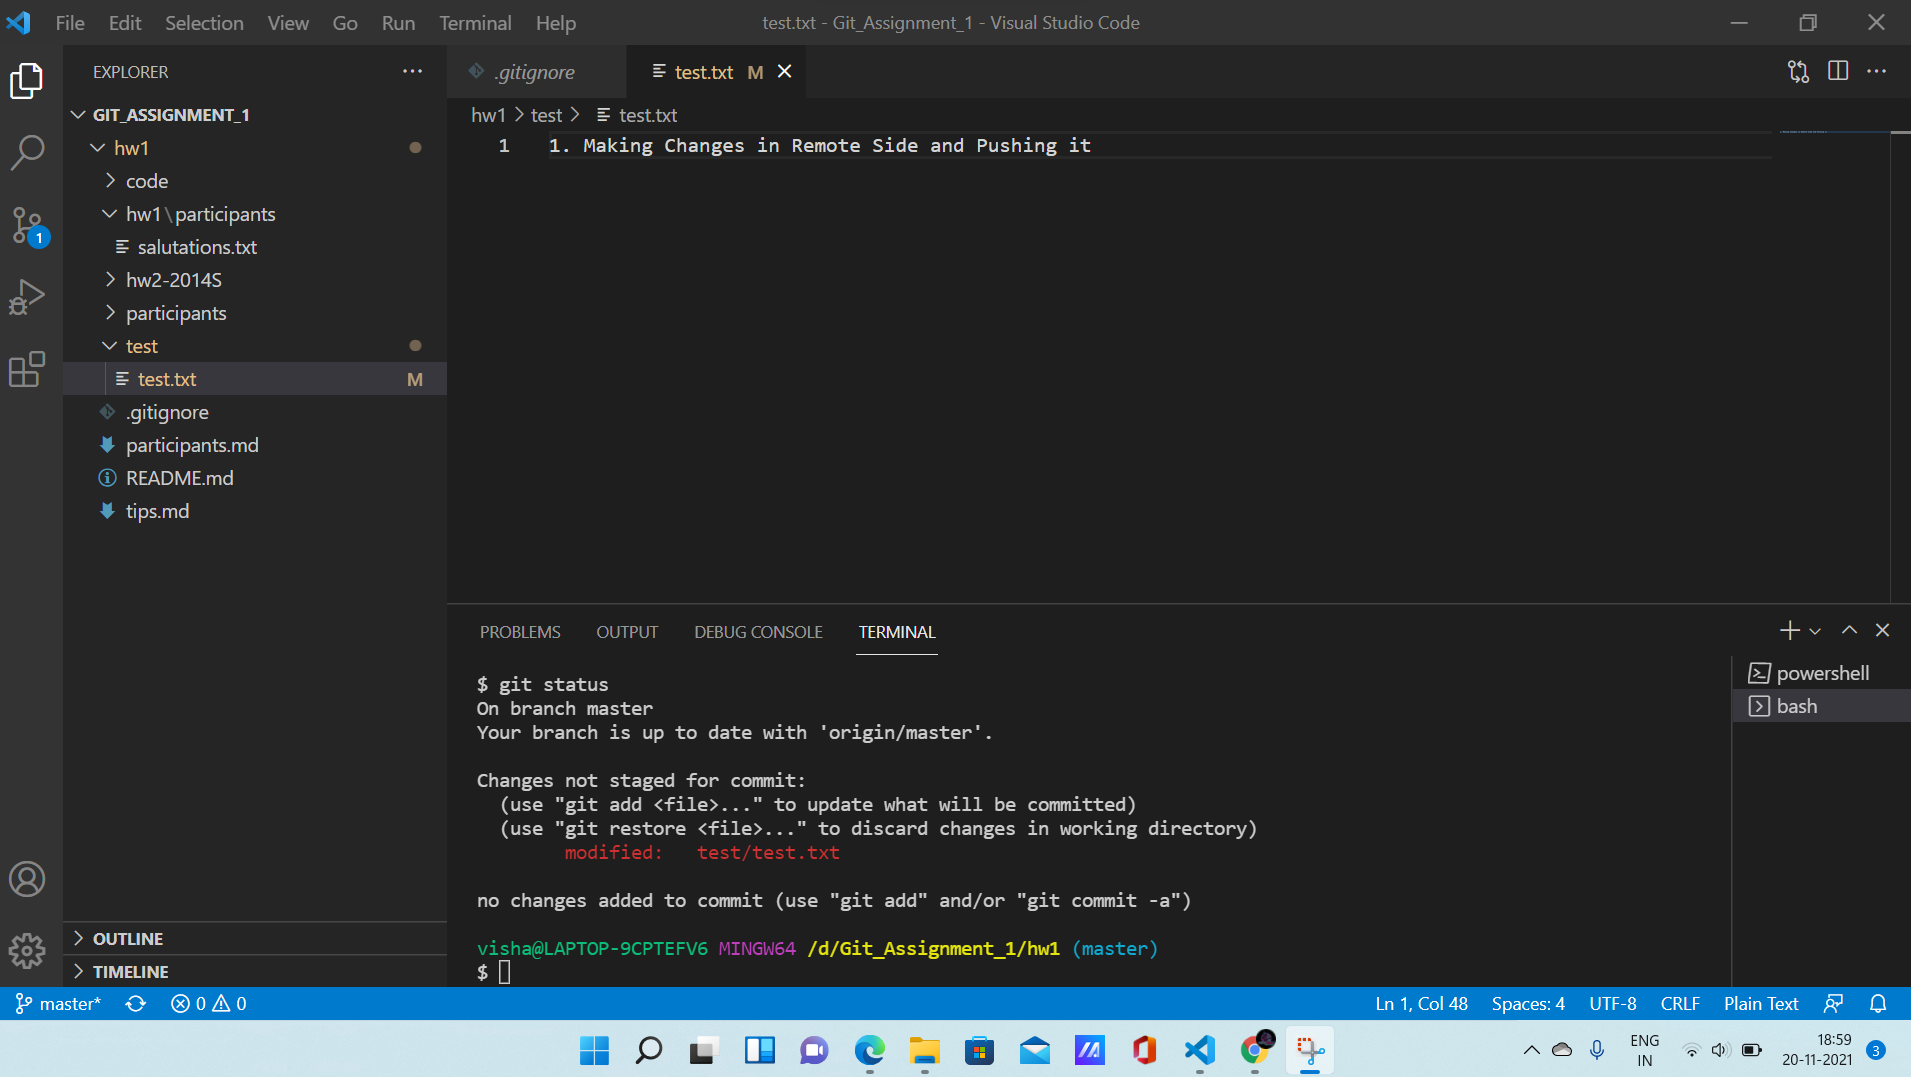 File Edit Selection View Go Run Terminal Help
test.txt - Git_Assignment_1 - Visual Studio Code
EXPLORER
GIT_ASSIGNMENT_1
hw1
code
hw1\participants
salutations.txt
hw2-2014S
participants
test
test.txt M
.gitignore
participants.md
README.md
tips.md
OUTLINE
TIMELINE
1
.gitignore
test.txt M
hw1 > test > test.txt
1 1. Making Changes in Remote Side and Pushing it
PROBLEMS OUTPUT DEBUG CONSOLE TERMINAL
$ git status
On branch master
Your branch is up to date with 'origin/master'.
Changes not staged for commit:
(use "git add <file>..." to update what will be committed)
(use "git restore <file>..." to discard changes in working directory)
modified: test/test.txt
no changes added to commit (use "git add" and/or "git commit -a")
visha@LAPTOP-9CPTEFV6 MINGW64 /d/Git_Assignment_1/hw1 (master)
$
powershell
bash
master* 0 0
Ln 1, Col 48 Spaces: 4 UTF-8 CRLF Plain Text
ENG
IN
18:59
20-11-2021
3